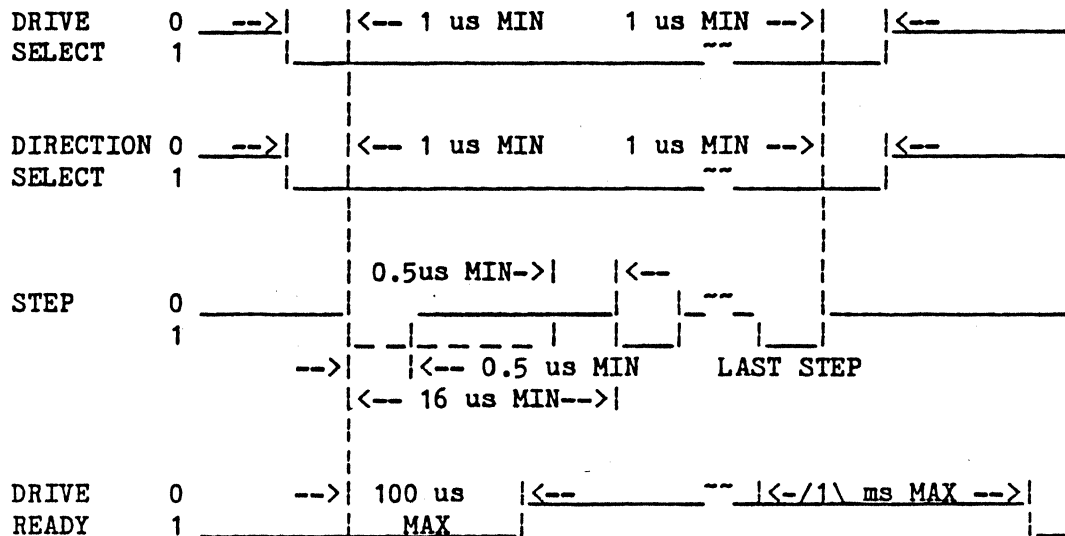 DRIVE 0 -->| |<-- 1 us MIN 1 us MIN -->| |<--
SELECT 1 ~~
DIRECTION 0 -->| |<-- 1 us MIN 1 us MIN -->| |<--
SELECT 1 ~~
0.5us MIN->| |<--
STEP 0 ~~
1
-->| |<-- 0.5 us MIN LAST STEP
|<-- 16 us MIN-->|
DRIVE 0 -->| 100 us |<-- ~~ |<-/1\ ms MAX -->|
READY 1 MAX